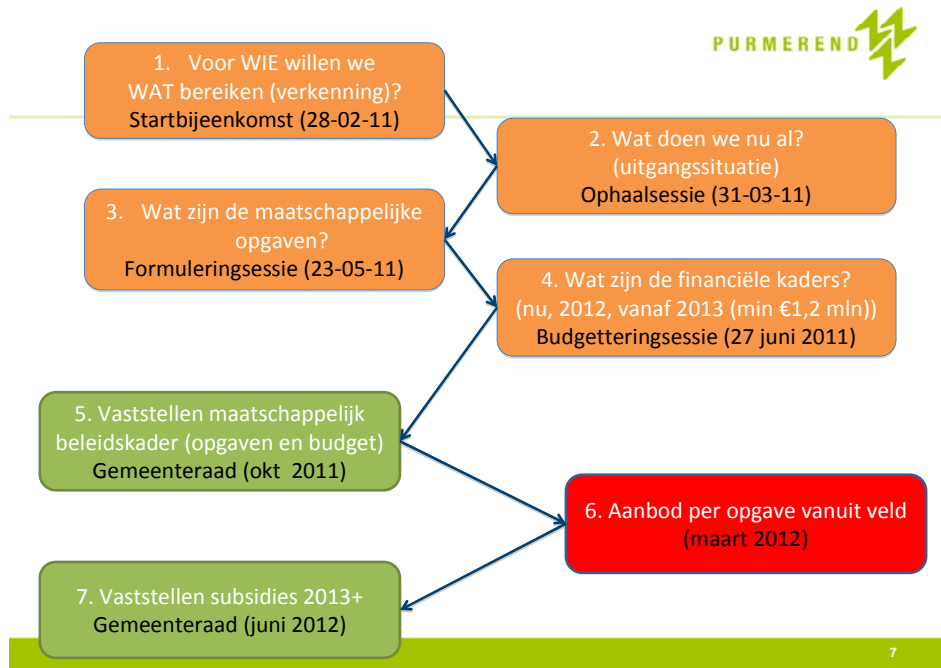 PURMEREND
1. Voor WIE willen we
WAT bereiken (verkenning)?
Startbijeenkomst (28-02-11)
2. Wat doen we nu al?
(uitgangssituatie)
Ophaalsessie (31-03-11)
3. Wat zijn de maatschappelijke
opgaven?
Formuleringsessie (23-05-11)
4. Wat zijn de financiële kaders?
(nu, 2012, vanaf 2013 (min €1,2 mln))
Budgetteringsessie (27 juni 2011)
5. Vaststellen maatschappelijk
beleidskader (opgaven en budget)
Gemeenteraad (okt 2011)
6. Aanbod per opgave vanuit veld
(maart 2012)
7. Vaststellen subsidies 2013+
Gemeenteraad (juni 2012)
7